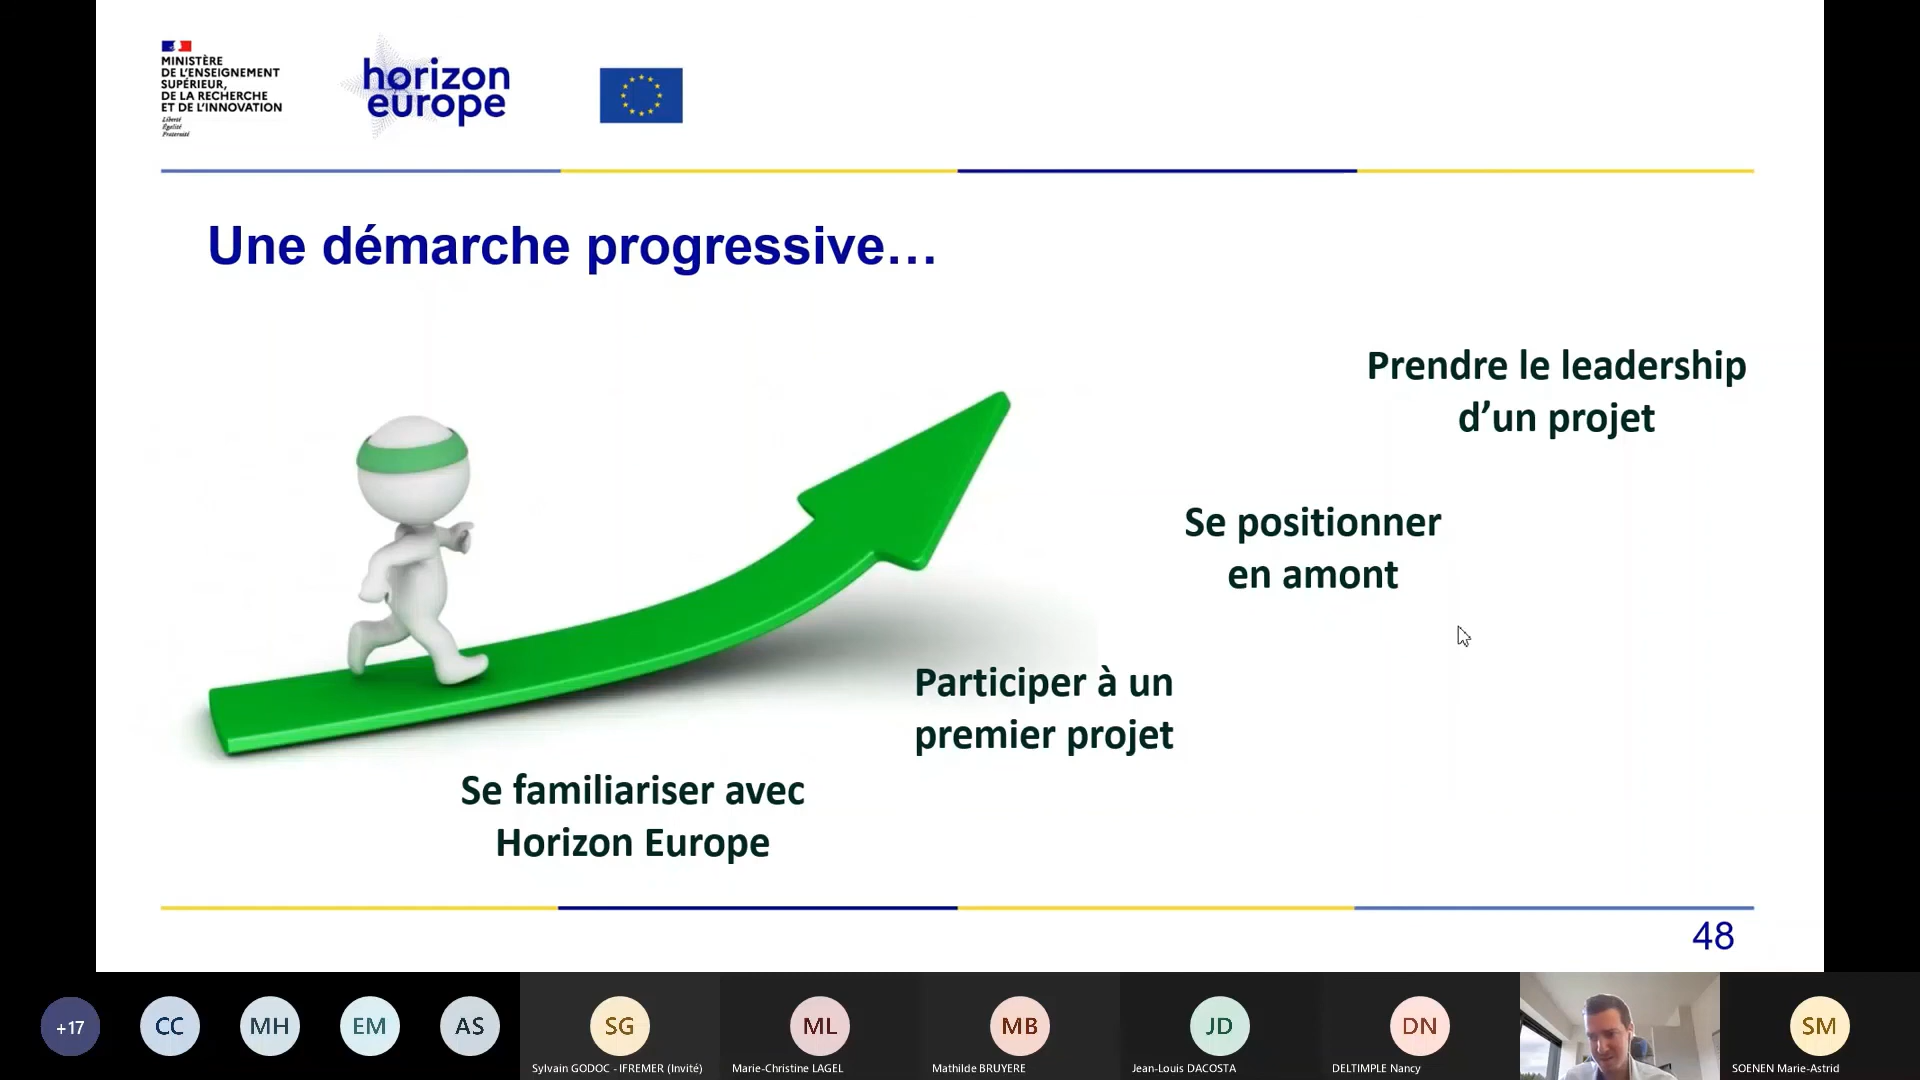 MINISTÈRE
DE L'ENSEIGNEMENT
SUPÉRIEUR,
DE LA RECHERCHE
ET DE L'INNOVATION
Liberté
Égalité
Fraternité
horizon
europe
Une démarche progressive…
Prendre le leadership
d’un projet
Se positionner
en amont
Participer à un
premier projet
Se familiariser avec
Horizon Europe
48
+17
CC
MH
EM
AS
SG
ML
MB
JD
DN
SM
Sylvain GODOC - IFREMER (Invité)
Marie-Christine LAGEL
Mathilde BRUYERE
Jean-Louis DACOSTA
DELTIMPLE Nancy
SOENEN Marie-Astrid